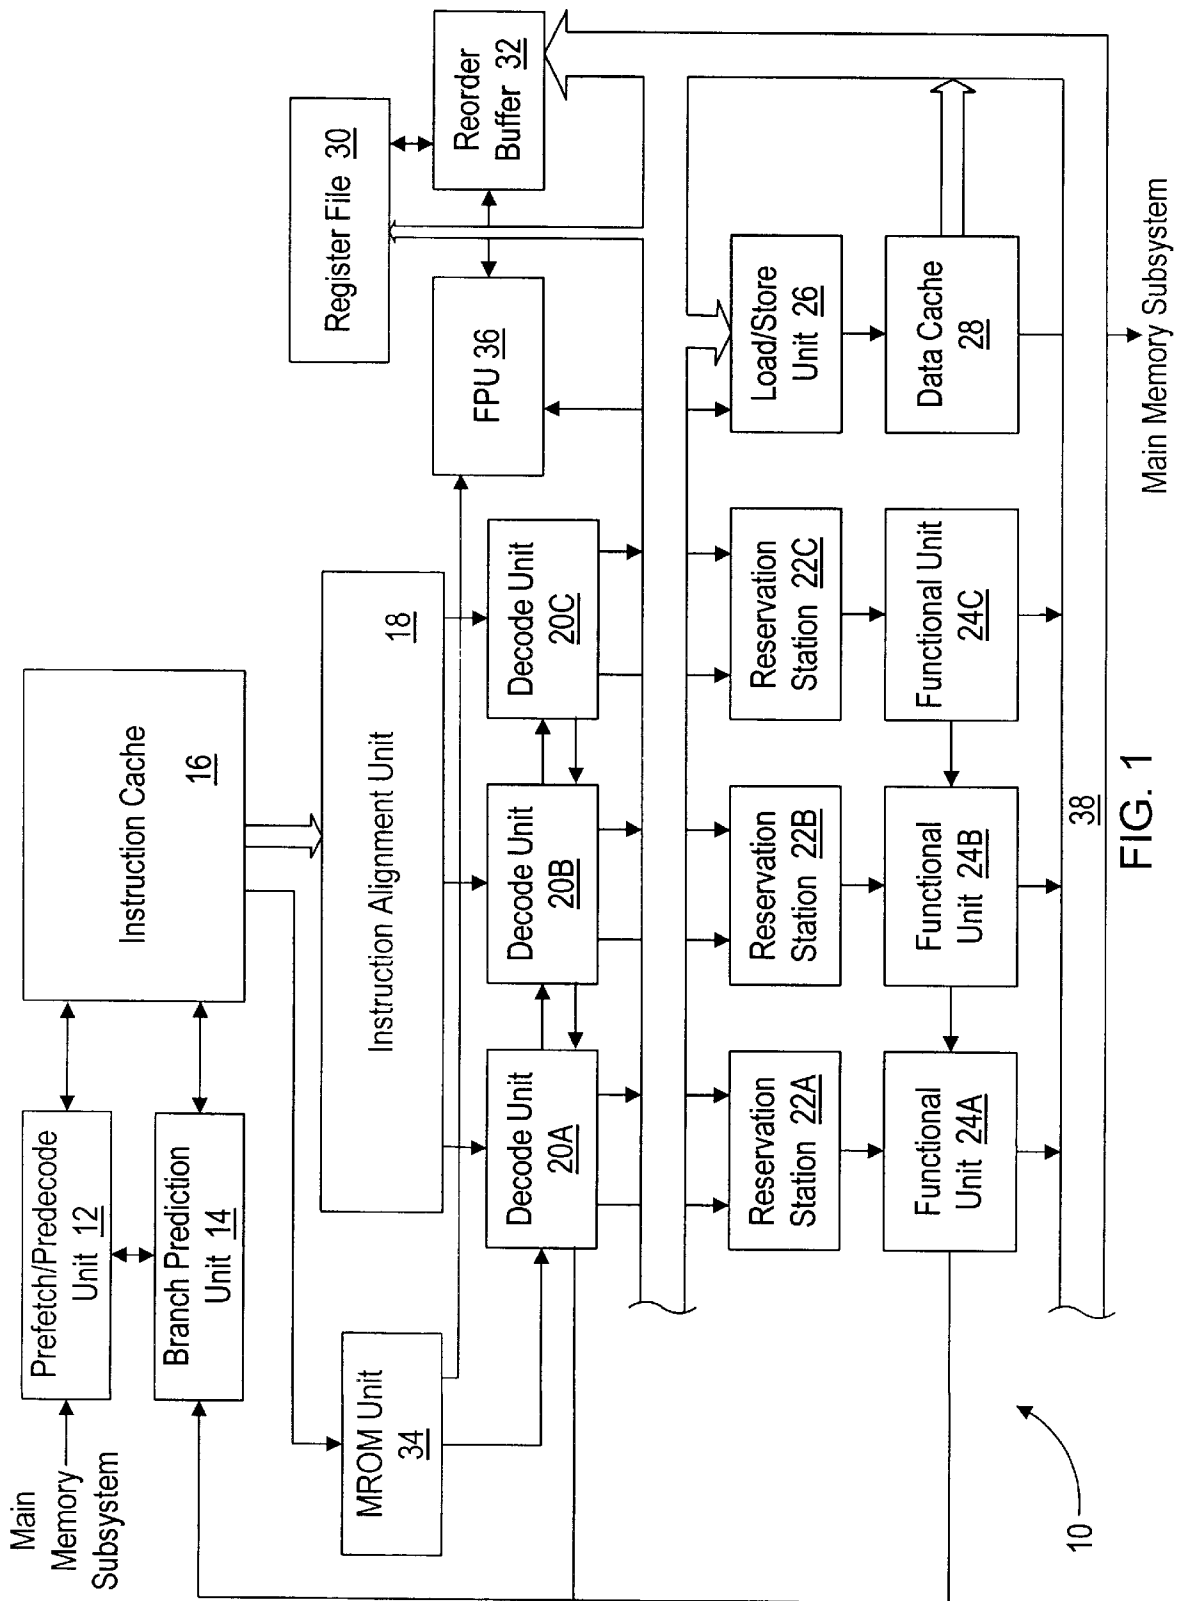 Main
Memory
Subsystem
Prefetch/Predecode
Unit 12
Branch Prediction
Unit 14
Instruction Cache
16
MROM Unit
34
Instruction Alignment Unit
18
Register File 30
Reorder
Buffer 32
FPU 36
Decode Unit
20A
Decode Unit
20B
Decode Unit
20C
Reservation
Station 22A
Reservation
Station 22B
Reservation
Station 22C
Load/Store
Unit 26
Functional
Unit 24A
Functional
Unit 24B
Functional Unit
24C
Data Cache
28
38
Main Memory Subsystem
10
FIG. 1